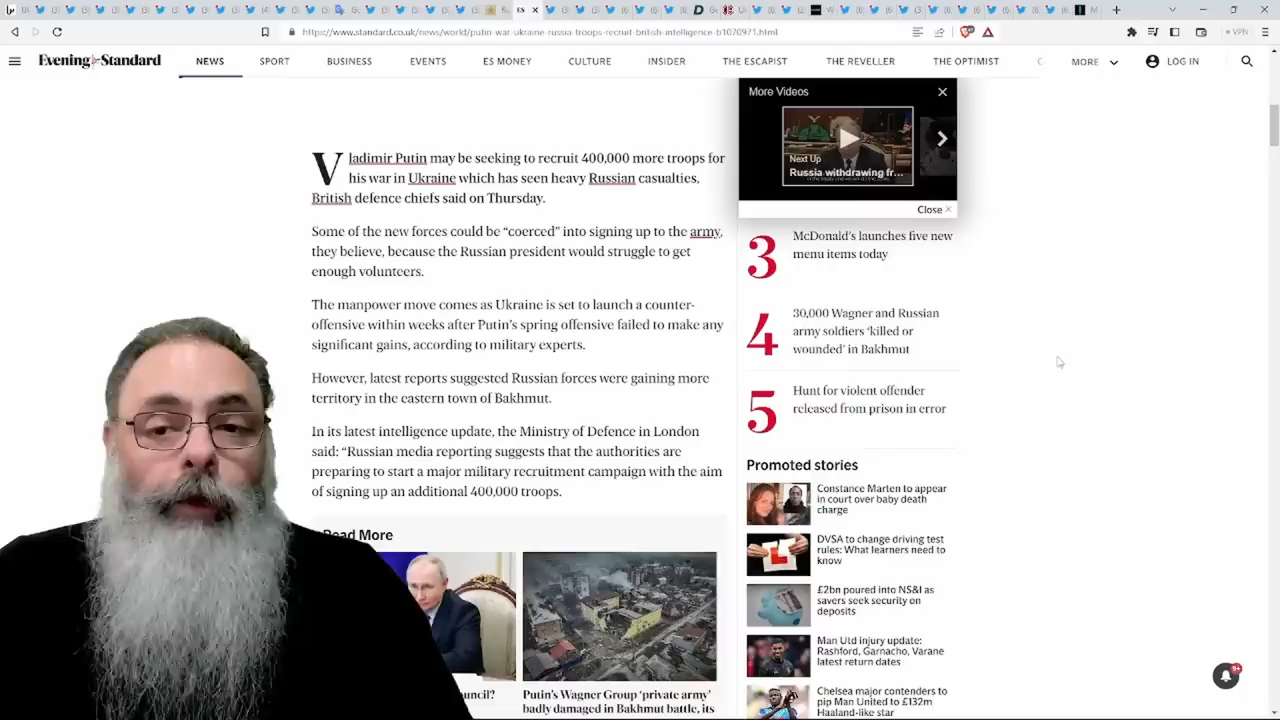 https://www.standard.co.uk/news/world/putin-war-ukraine-russia-troops-recruit-british-intelligence-b1070971.html
VPN
Evening Standard
NEWS
SPORT
BUSINESS
EVENTS
ES MONEY
CULTURE
INSIDER
THE ESCAPIST
THE REVELLER
THE OPTIMIST
MORE
LOG IN
Vladimir Putin may be seeking to recruit 400,000 more troops for
his war in Ukraine which has seen heavy Russian casualties,
British defence chiefs said on Thursday.
Some of the new forces could be “coerced” into signing up to the army,
they believe, because the Russian president would struggle to get
enough volunteers.
The manpower move comes as Ukraine is set to launch a counter-
offensive within weeks after Putin’s spring offensive failed to make any
significant gains, according to military experts.
However, latest reports suggested Russian forces were gaining more
territory in the eastern town of Bakhmut.
In its latest intelligence update, the Ministry of Defence in London
said: “Russian media reporting suggests that the authorities are
preparing to start a major military recruitment campaign with the aim
of signing up an additional 400,000 troops.
Read More
Putin’s Wagner Group ‘private army’
badly damaged in Bakhmut battle, its
More Videos
Next Up
Russia withdrawing fr...
Close ×
3
McDonald’s launches five new
menu items today
4
30,000 Wagner and Russian
army soldiers ‘killed or
wounded’ in Bakhmut
5
Hunt for violent offender
released from prison in error
Promoted stories
Constance Marten to appear
in court over baby death
charge
DVSA to change driving test
rules: What learners need to
know
£2bn poured into NS&I as
savers seek security on
deposits
Man Utd injury update:
Rashford, Garnacho, Varane
latest return dates
Chelsea major contenders to
pip Man United to £132m
Haaland-like star
9+